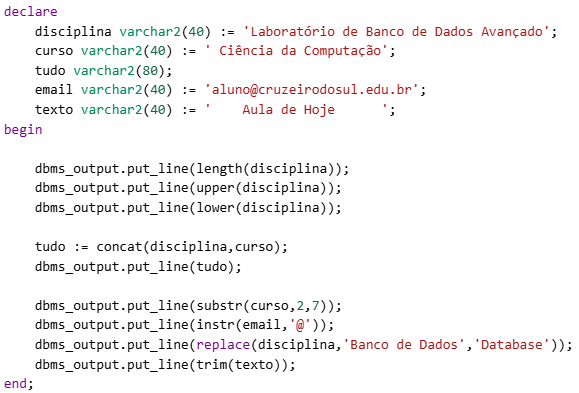 declare
    disciplina varchar2(40) := 'Laboratório de Banco de Dados Avançado';
    curso varchar2(40) := ' Ciência da Computação';
    tudo varchar2(80);
    email varchar2(40) := 'aluno@cruzeirodosul.edu.br';
    texto varchar2(40) := '    Aula de Hoje      ';
begin

    dbms_output.put_line(length(disciplina));
    dbms_output.put_line(upper(disciplina));
    dbms_output.put_line(lower(disciplina));

    tudo := concat(disciplina,curso);
    dbms_output.put_line(tudo);

    dbms_output.put_line(substr(curso,2,7));
    dbms_output.put_line(instr(email,'@'));
    dbms_output.put_line(replace(disciplina,'Banco de Dados','Database'));
    dbms_output.put_line(trim(texto));
end;